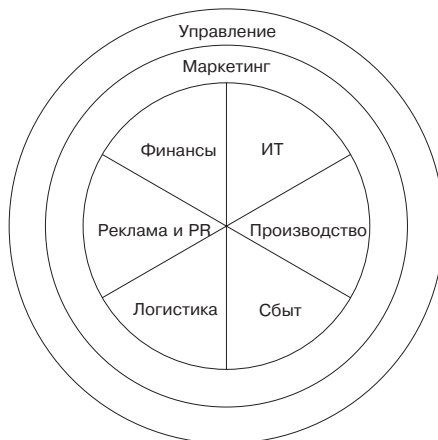 Управление
Маркетинг
Финансы
ИТ
Реклама и PR
Производство
Логистика
Сбыт